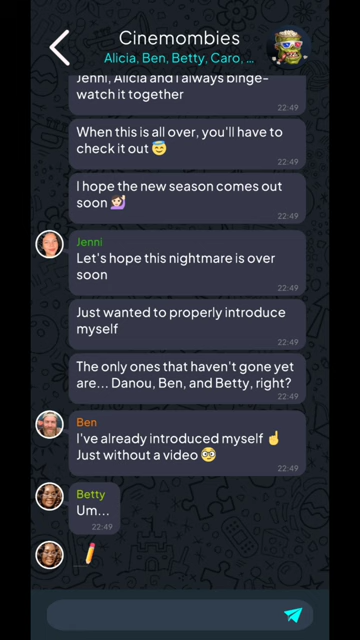 Cinemombies
Alicia, Ben, Betty, Caro, ...
Jenni, Alicia and I always binge-
watch it together
22:49
When this is all over, you'll have to
check it out 😇
22:49
I hope the new season comes out
soon 🙋🏻‍♀️
22:49
Jenni
Let's hope this nightmare is over
soon
22:49
Just wanted to properly introduce
myself
22:49
The only ones that haven't gone yet
are... Danou, Ben, and Betty, right?
22:49
Ben
I've already introduced myself ☝️
Just without a video 🤓
22:49
Betty
Um...
22:49